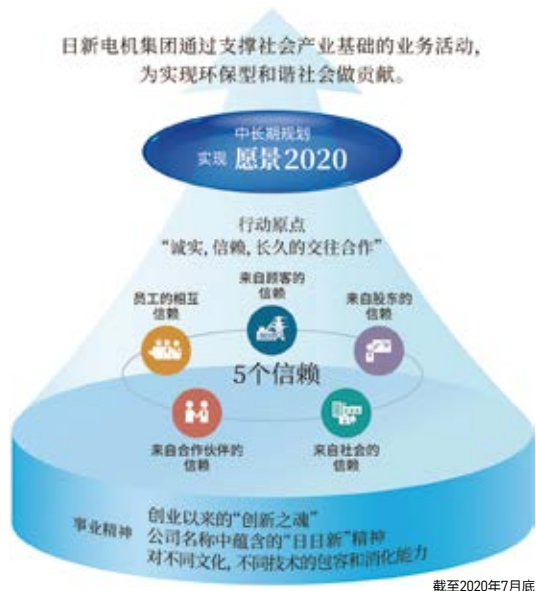 日新电机集团通过支撑社会产业基础的业务活动，
为实现环保型和谐社会做贡献。
中长期规划
实现 愿景2020
行动原点
“诚实，信赖，长久的交往合作”
来自顾客的
信赖
员工的相互
信赖
来自股东的
信赖
5个信赖
来自合作伙伴的
信赖
来自社会的
信赖
事业精神
创业以来的“创新之魂”
公司名称中蕴含的“日日新”精神
对不同文化，不同技术的包容和消化能力
截至2020年7月底